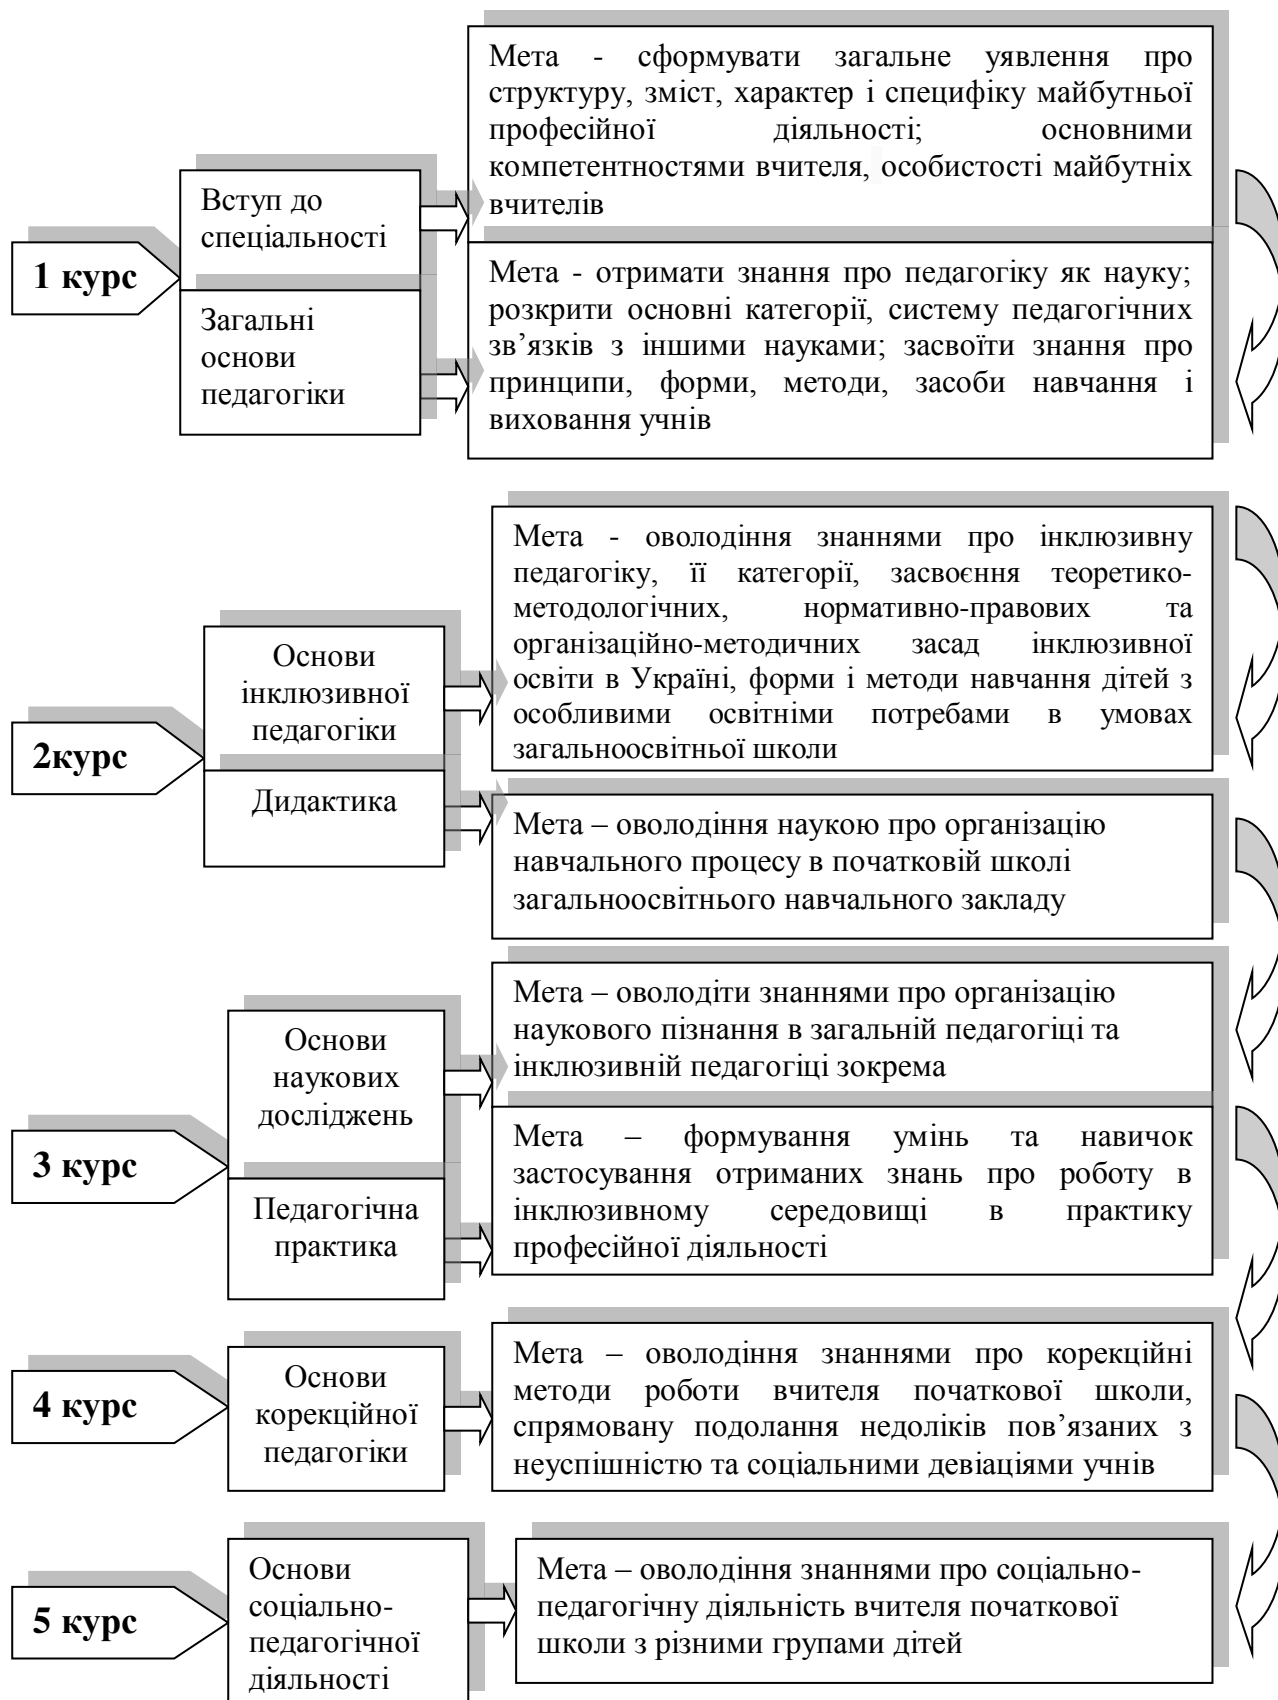 1 курс
Вступ до
спеціальності
Мета - сформувати загальне уявлення про
структуру, зміст, характер і специфіку майбутньої
професійної діяльності; основними
компетентностями вчителя, особистості майбутніх
вчителів
Загальні
основи
педагогіки
Мета - отримати знання про педагогіку як науку;
розкрити основні категорії, систему педагогічних
зв’язків з іншими науками; засвоїти знання про
принципи, форми, методи, засоби навчання і
виховання учнів
2курс
Основи
інклюзивної
педагогіки
Мета - оволодіння знаннями про інклюзивну
педагогіку, її категорії, засвоєння теоретико-
методологічних, нормативно-правових та
організаційно-методичних засад інклюзивної
освіти в Україні, форми і методи навчання дітей з
особливими освітніми потребами в умовах
загальноосвітньої школи
Дидактика
Мета – оволодіння наукою про організацію
навчального процесу в початковій школі
загальноосвітнього навчального закладу
3 курс
Основи
наукових
досліджень
Мета – оволодіти знаннями про організацію
наукового пізнання в загальній педагогіці та
інклюзивній педагогіці зокрема
Педагогічна
практика
Мета – формування умінь та навичок
застосування отриманих знань про роботу в
інклюзивному середовищі в практику
професійної діяльності
4 курс
Основи
корекційної
педагогіки
Мета – оволодіння знаннями про корекційні
методи роботи вчителя початкової школи,
спрямовану подолання недоліків пов’язаних з
неуспішністю та соціальними девіаціями учнів
5 курс
Основи
соціально-
педагогічної
діяльності
Мета – оволодіння знаннями про соціально-
педагогічну діяльність вчителя початкової
школи з різними групами дітей